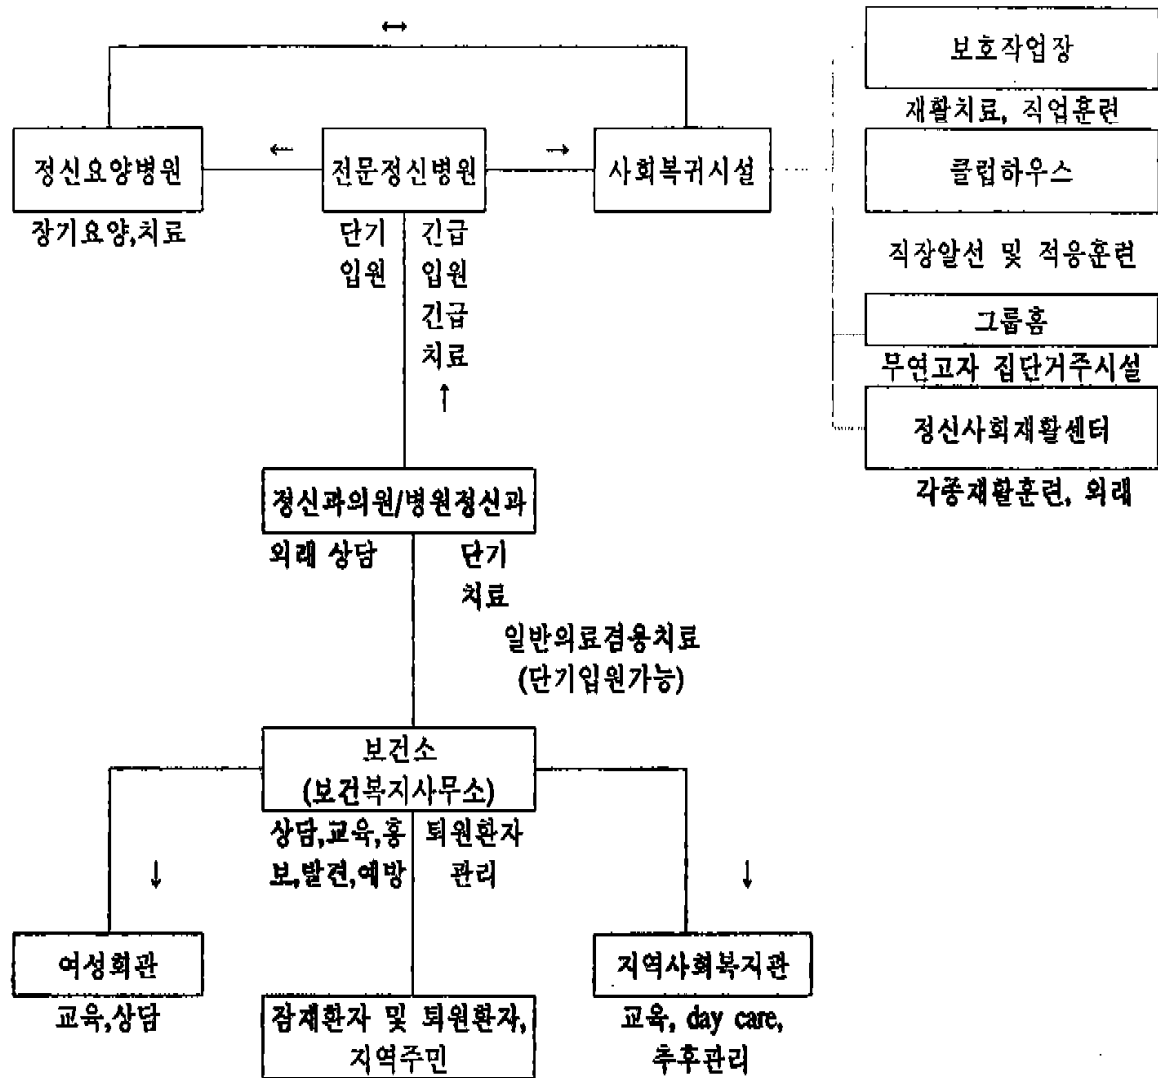 ↔
보호작업장
재활치료, 직업훈련
정신요양병원
←
전문정신병원
→
사회복귀시설
클럽하우스
장기요양,치료
단기
입원
긴급
입원
긴급
치료
↑
직장알선 및 적응훈련
그룹홈
무연고자 집단거주시설
정신사회재활센터
각종재활훈련, 외래
정신과의원/병원정신과
외래 상담
단기
치료
일반의료겸용치료
(단기입원가능)
보건소
(보건복지사무소)
상담,교육,홍
보,발견,예방
퇴원환자
관리
↓
↓
여성회관
교육,상담
잠재환자 및 퇴원환자,
지역주민
지역사회복지관
교육, day care,
추후관리